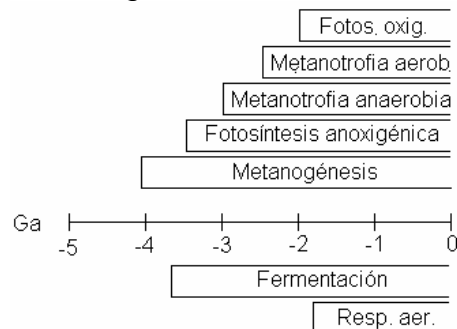 Fotos. oxig.
Metanotrofia aerob.
Metanotrofia anaerobia
Fotosíntesis anoxigénica
Metanogénesis
Ga
-5 -4 -3 -2 -1 0
Fermentación
Resp. aer.